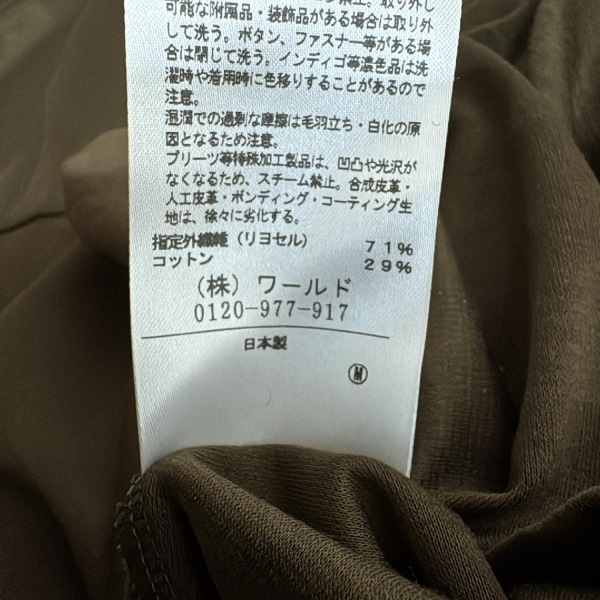 可能な附属品・装飾品がある場合は取り外
して洗う。ボタン、ファスナー等がある場
合は閉じて洗う。インディゴ等濃色品は洗
濯時や着用時に色移りすることがあるので
注意。
湿潤での過剰な摩擦は毛羽立ち・白化の原
因となるため注意。
プリーツ等特殊加工製品は、凹凸や光沢が
なくなるため、スチーム禁止。合成皮革・
人工皮革・ボンディング・コーティング生
地は、徐々に劣化する。
指定外繊維（リヨセル） 71%
コットン 29%
（株）ワールド
0120-977-917
日本製
Ⓜ